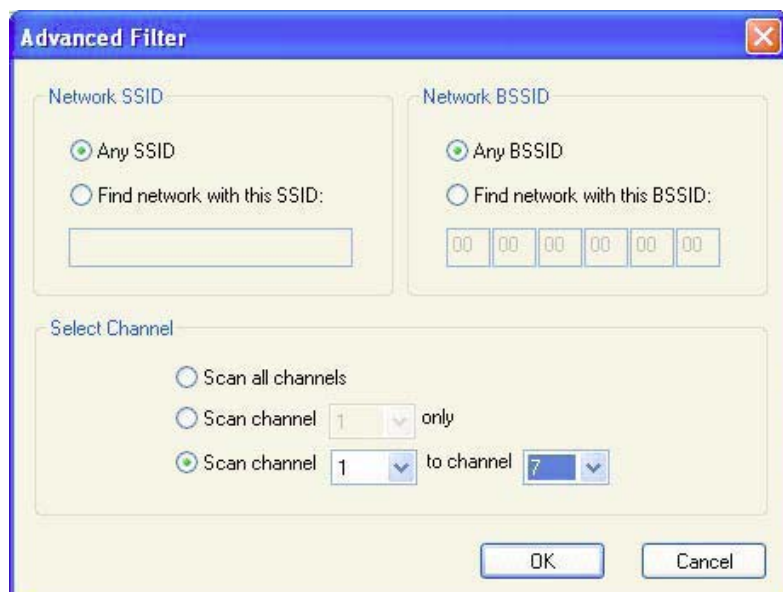 Advanced Filter
Network SSID
Any SSID
Find network with this SSID:
Network BSSID
Any BSSID
Find network with this BSSID:
00 00 00 00 00 00
Select Channel
Scan all channels
Scan channel 1 only
Scan channel 1 to channel 7
OK Cancel